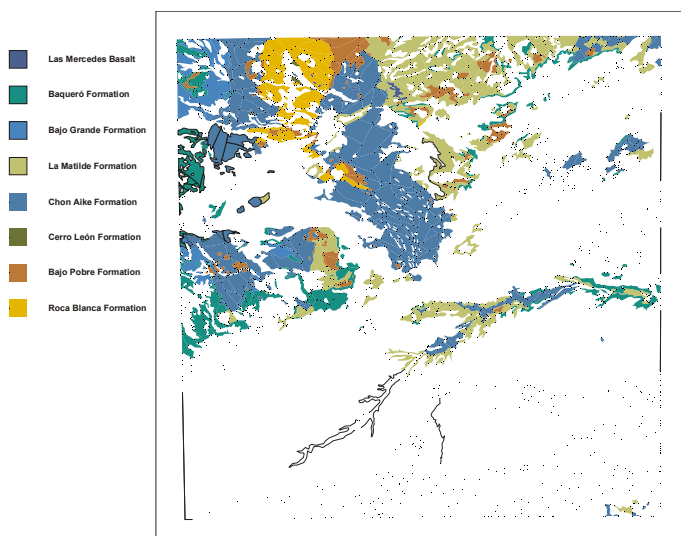 Las Mercedes Basalt
Baqueró Formation
Bajo Grande Formation
La Matilde Formation
Chon Aike Formation
Cerro León Formation
Bajo Pobre Formation
Roca Blanca Formation